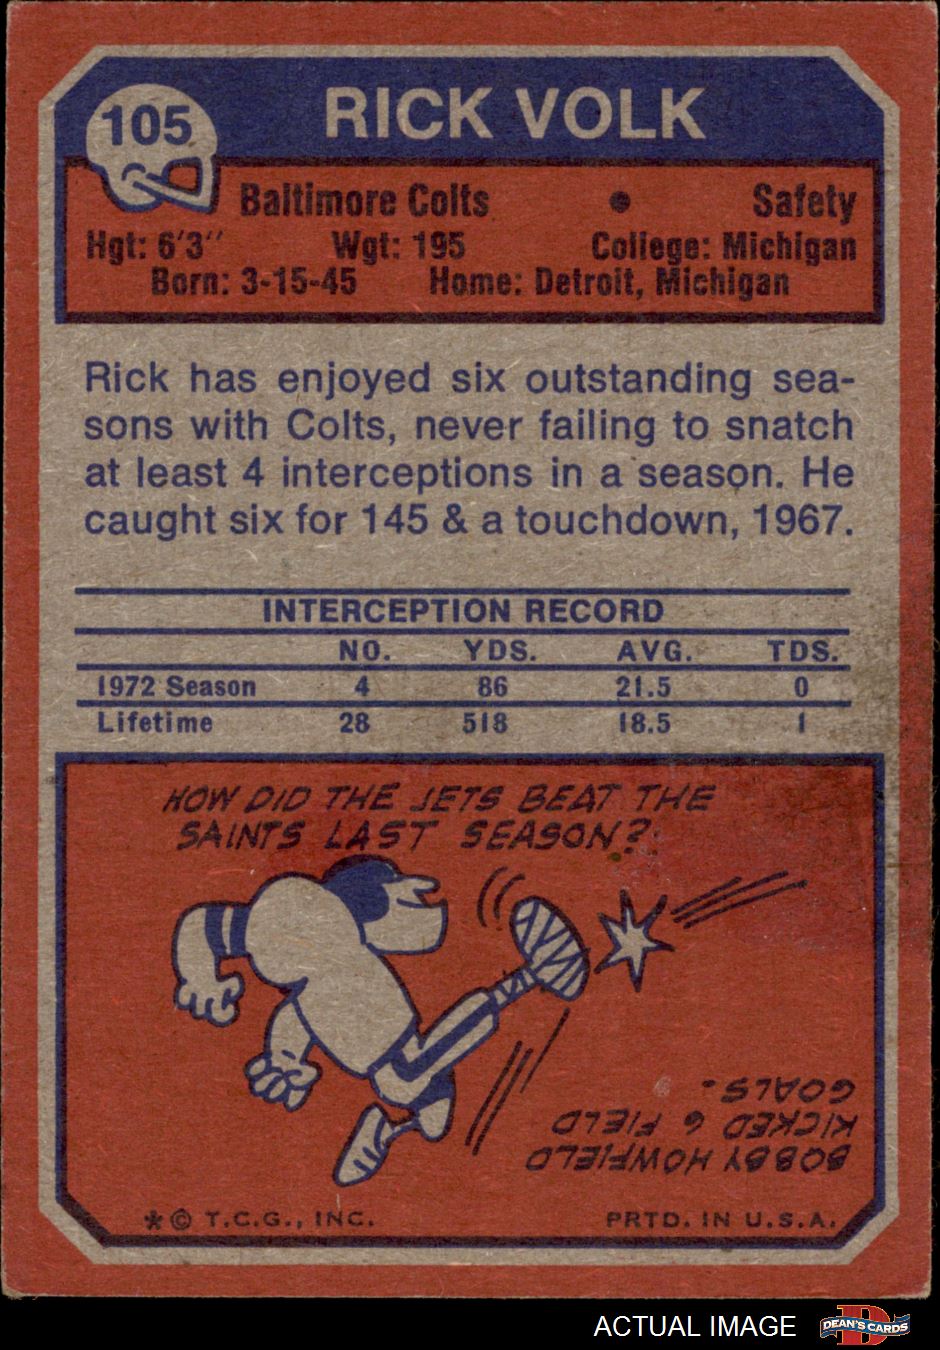 105
RICK VOLK
Baltimore Colts • Safety
Hgt: 6'3" Wgt: 195 College: Michigan
Born: 3-15-45 Home: Detroit, Michigan
Rick has enjoyed six outstanding sea-
sons with Colts, never failing to snatch
at least 4 interceptions in a season. He
caught six for 145 & a touchdown, 1967.
INTERCEPTION RECORD
NO. YDS. AVG. TDS.
1972 Season 4 86 21.5 0
Lifetime 28 518 18.5 1
HOW DID THE JETS BEAT THE
SAINTS LAST SEASON?
BOBBY HOWFIELD
KICKED 6 FIELD
GOALS.
*© T.C.G., INC. PRTD. IN U.S.A.
ACTUAL IMAGE
DEAN'S CARDS